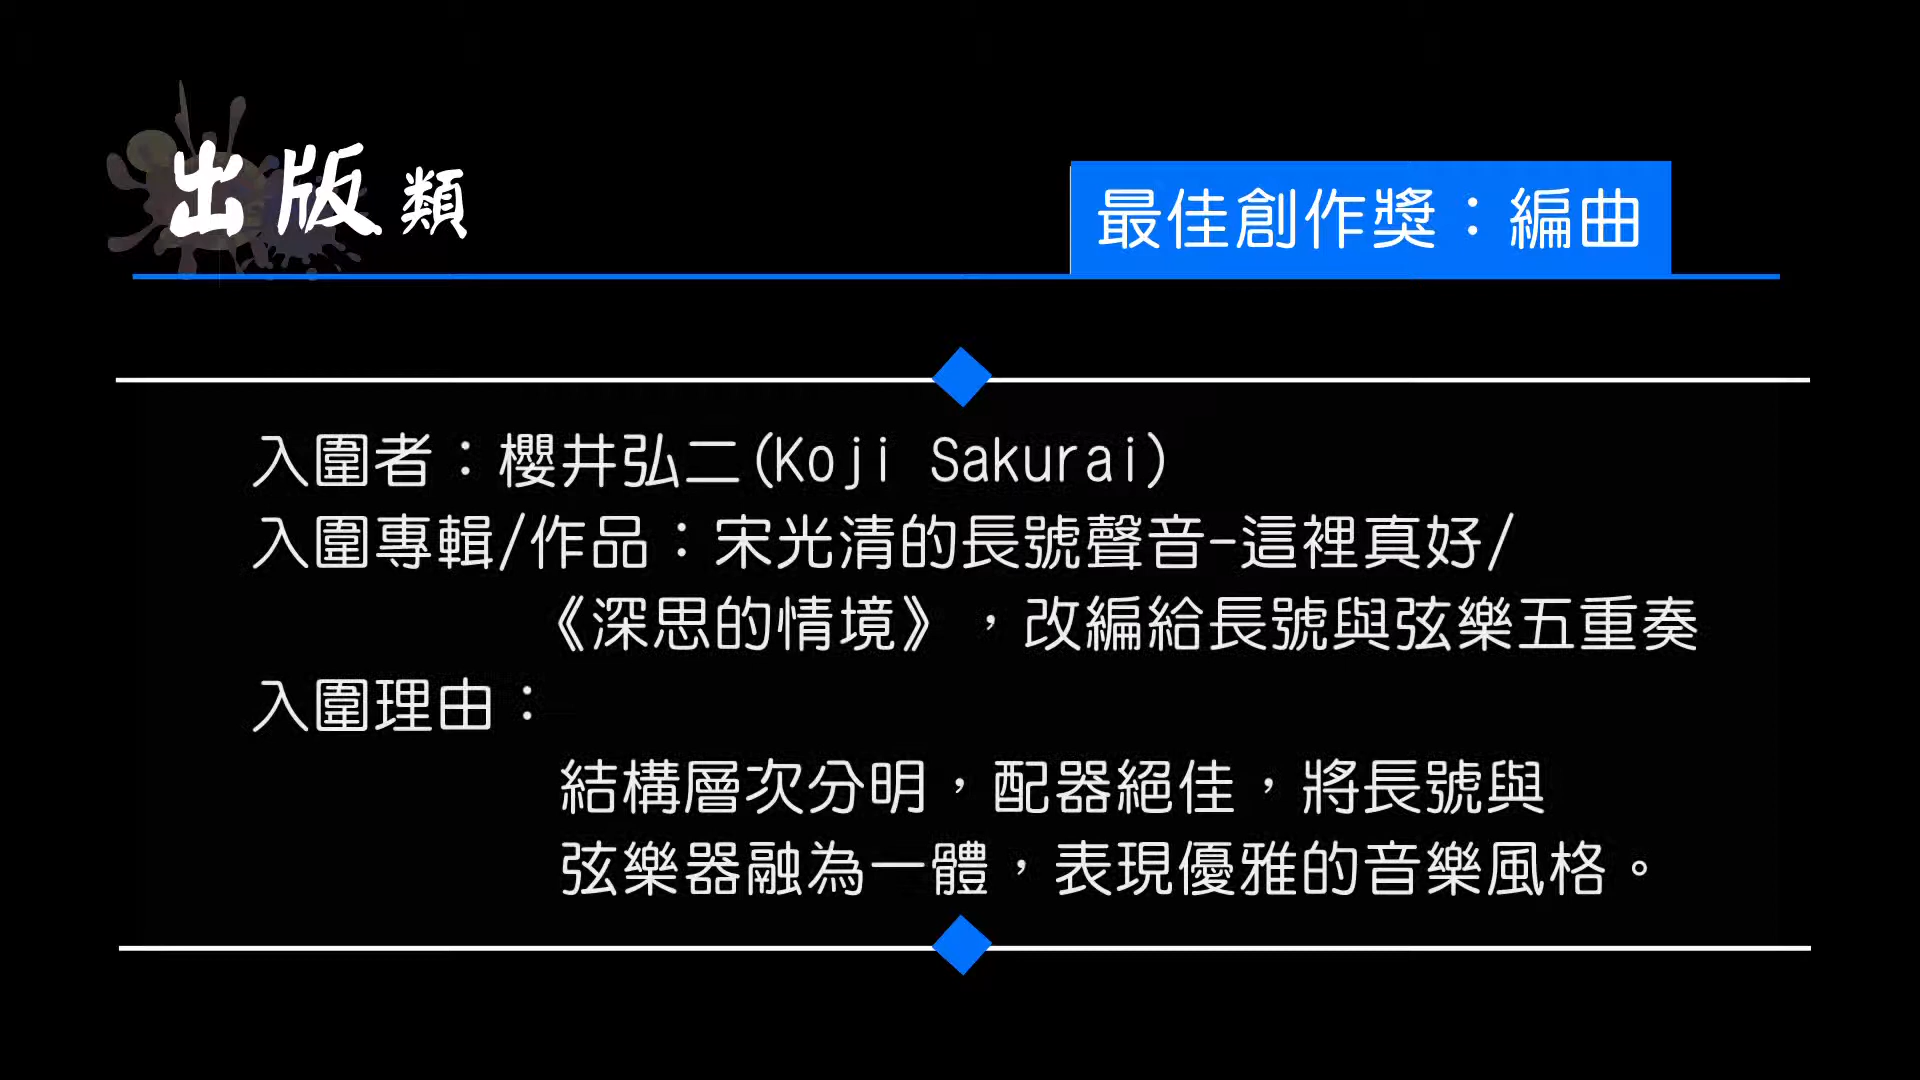 出版類
最佳創作獎：編曲
入圍者：櫻井弘二(Koji Sakurai)
入圍專輯/作品：宋光清的長號聲音-這裡真好/
《深思的情境》，改編給長號與弦樂五重奏
入圍理由：
結構層次分明，配器絕佳，將長號與
弦樂器融為一體，表現優雅的音樂風格。